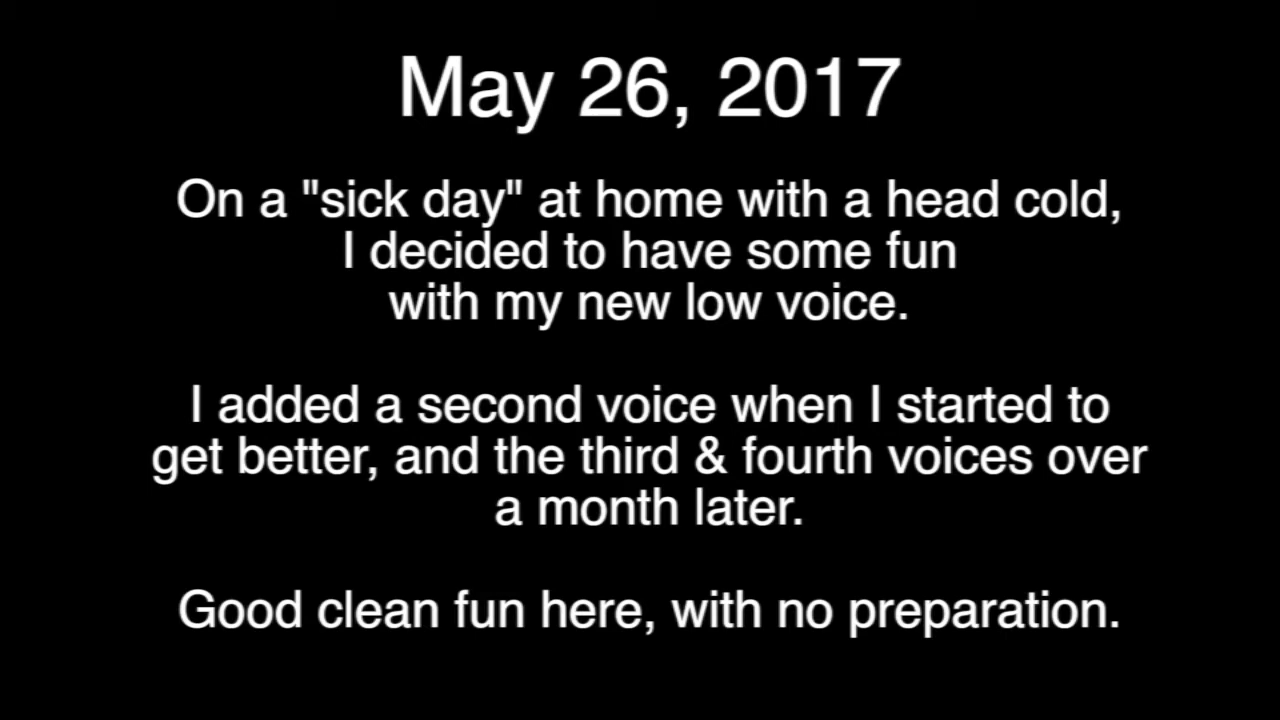 May 26, 2017
On a "sick day" at home with a head cold,
I decided to have some fun
with my new low voice.
I added a second voice when I started to
get better, and the third & fourth voices over
a month later.
Good clean fun here, with no preparation.